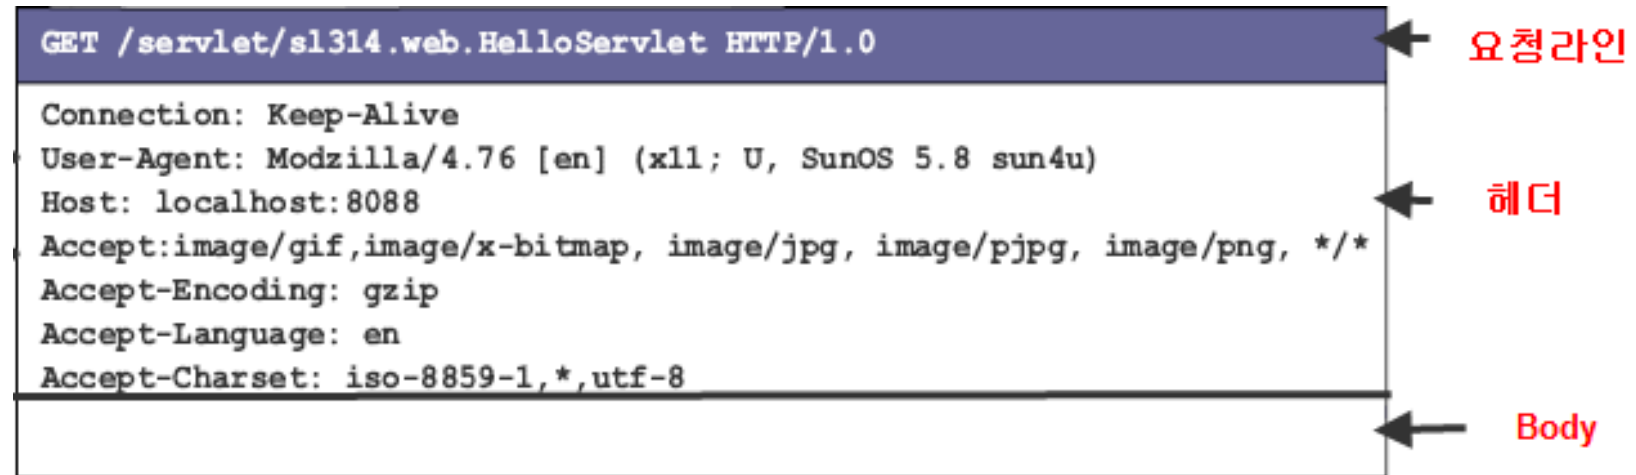 GET /servlet/sl314.web.HelloServlet HTTP/1.0 요청라인
Connection: Keep-Alive
User-Agent: Modzilla/4.76 [en] (x11; U, SunOS 5.8 sun4u)
Host: localhost:8088 헤더
Accept:image/gif,image/x-bitmap, image/jpg, image/pjpg, image/png, */*
Accept-Encoding: gzip
Accept-Language: en
Accept-Charset: iso-8859-1,*,utf-8
Body